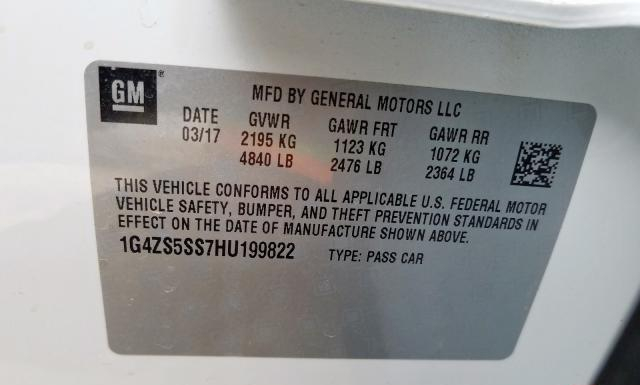 GM ®
MFD BY GENERAL MOTORS LLC
DATE GVWR GAWR FRT GAWR RR
03/17 2195 KG 1123 KG 1072 KG
4840 LB 2476 LB 2364 LB
THIS VEHICLE CONFORMS TO ALL APPLICABLE U.S. FEDERAL MOTOR
VEHICLE SAFETY, BUMPER, AND THEFT PREVENTION STANDARDS IN
EFFECT ON THE DATE OF MANUFACTURE SHOWN ABOVE.
1G4ZS5SS7HU199822 TYPE: PASS CAR